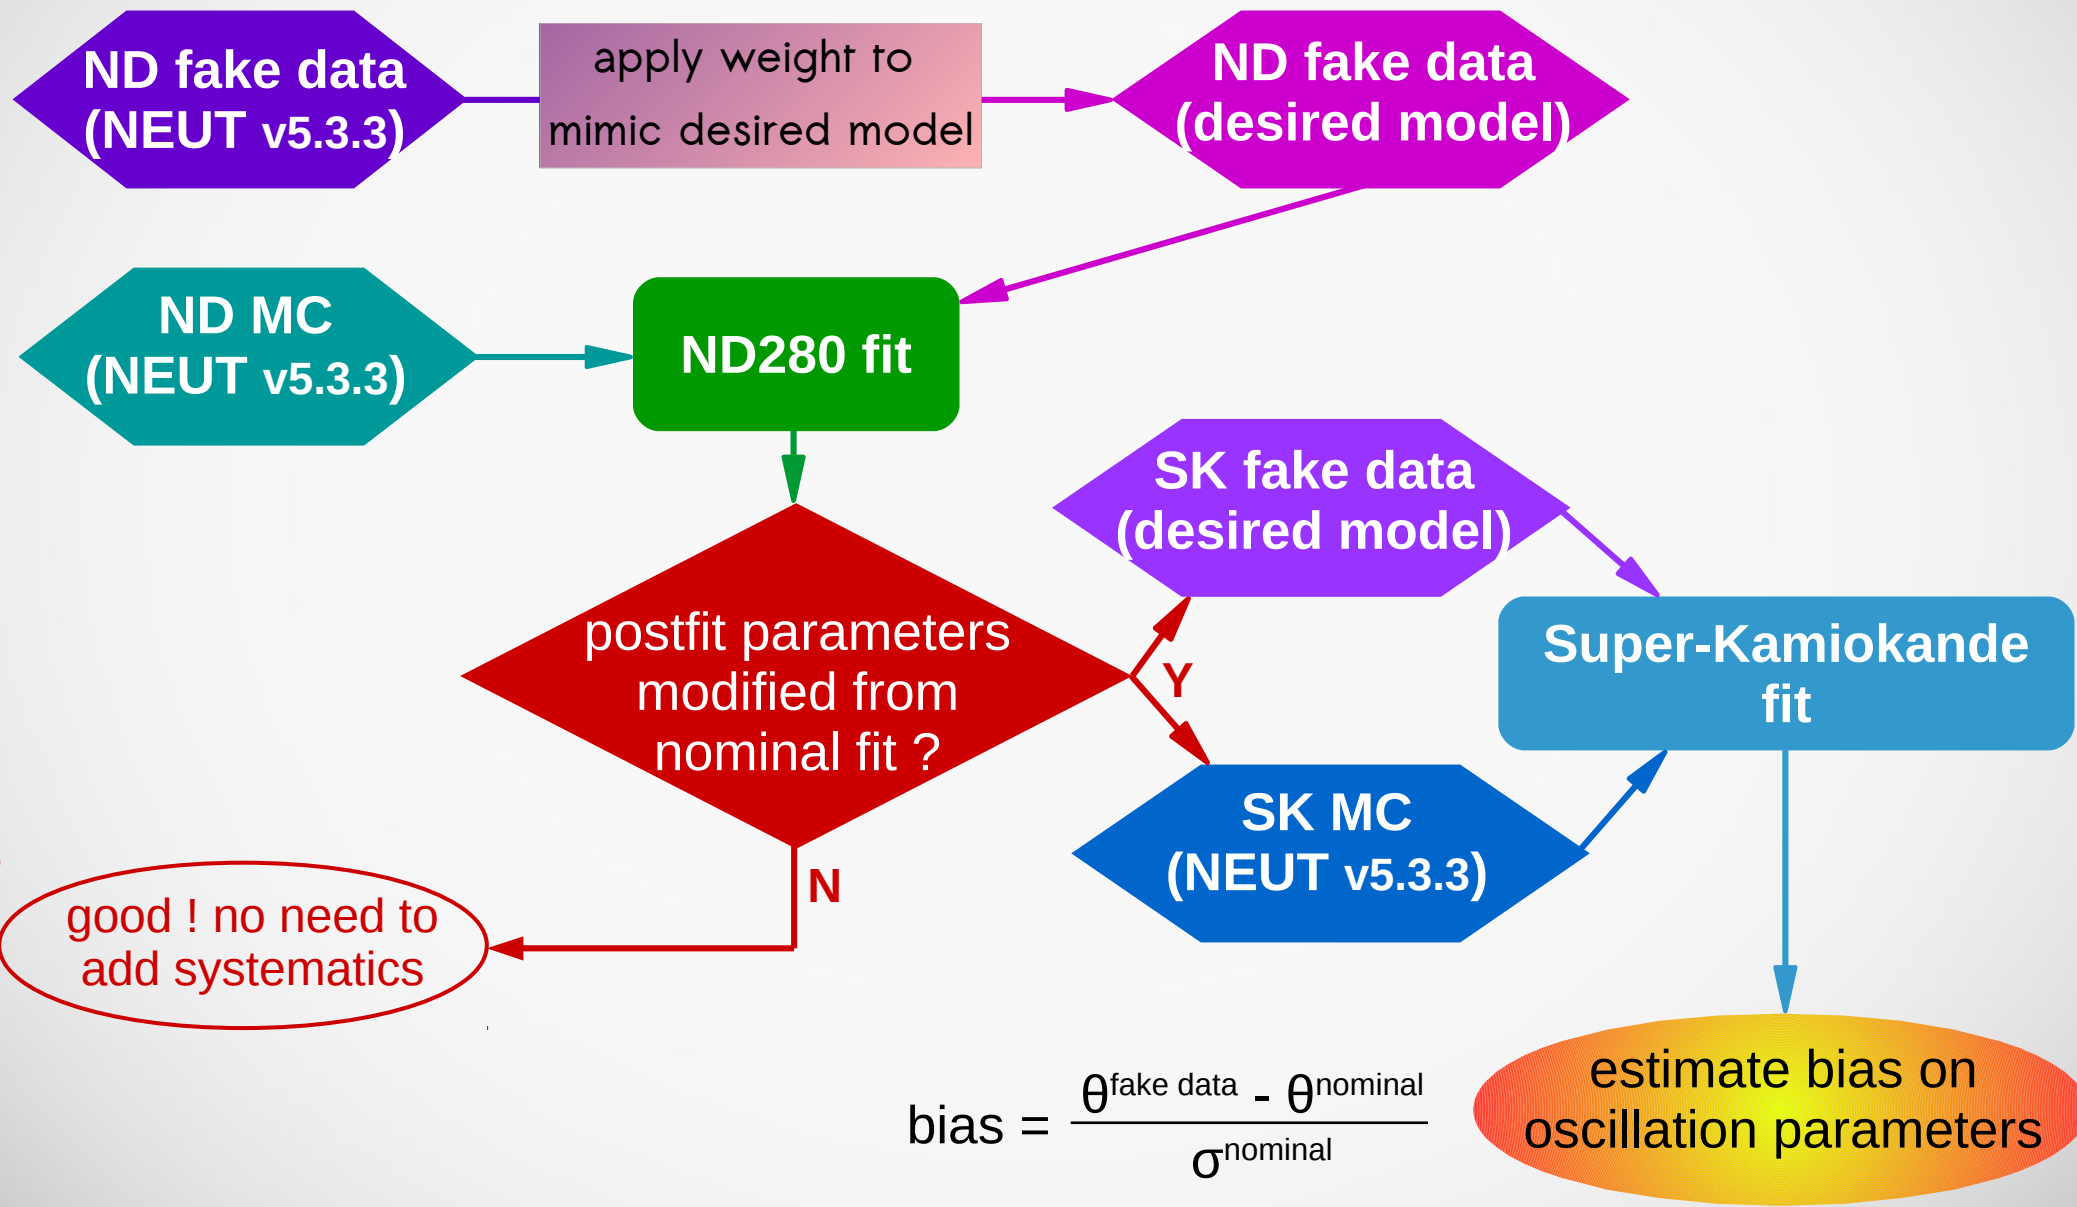 ND fake data
(NEUT v5.3.3)
apply weight to
mimic desired model
ND fake data
(desired model)
ND MC
(NEUT v5.3.3)
ND280 fit
SK fake data
(desired model)
postfit parameters
modified from
nominal fit ?
Y
Super-Kamiokande
fit
SK MC
(NEUT v5.3.3)
N
good ! no need to
add systematics
estimate bias on
oscillation parameters
bias = θfake data - θnominal
σnominal